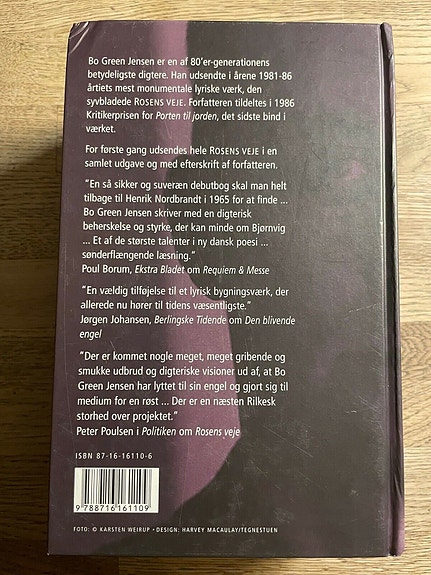 Bo Green Jensen er en af 80'er-generationens
betydeligste digtere. Han udsendte i årene 1981-86
årtiets mest monumentale lyriske værk, den
syvbladede ROSENS VEJE. Forfatteren tildeltes i 1986
Kritikerprisen for Porten til jorden, det sidste bind i
værket.
For første gang udsendes hele ROSENS VEJE i en
samlet udgave og med efterskrift af forfatteren.
"En så sikker og suveræn debutbog skal man helt
tilbage til Henrik Nordbrandt i 1965 for at finde ...
Bo Green Jensen skriver med en digterisk
beherskelse og styrke, der kan minde om Bjørnvig
... Et af de største talenter i ny dansk poesi ...
sønderflængende læsning."
Poul Borum, Ekstra Bladet om Requiem & Messe
"En vældig tilføjelse til et lyrisk bygningsværk, der
allerede nu hører til tidens væsentligste."
Jørgen Johansen, Berlingske Tidende om Den blivende
engel
"Der er kommet nogle meget, meget gribende og
smukke udbrud og digteriske visioner ud af, at Bo
Green Jensen har lyttet til sin engel og gjort sig til
medium for en røst ... Der er en næsten Rilkesk
storhed over projektet."
Peter Poulsen i Politiken om Rosens veje
ISBN 87-16-16110-6
9 788716 161109
FOTO: © KARSTEN WEIRUP • DESIGN: HARVEY MACAULAY/TEGNESTUEN